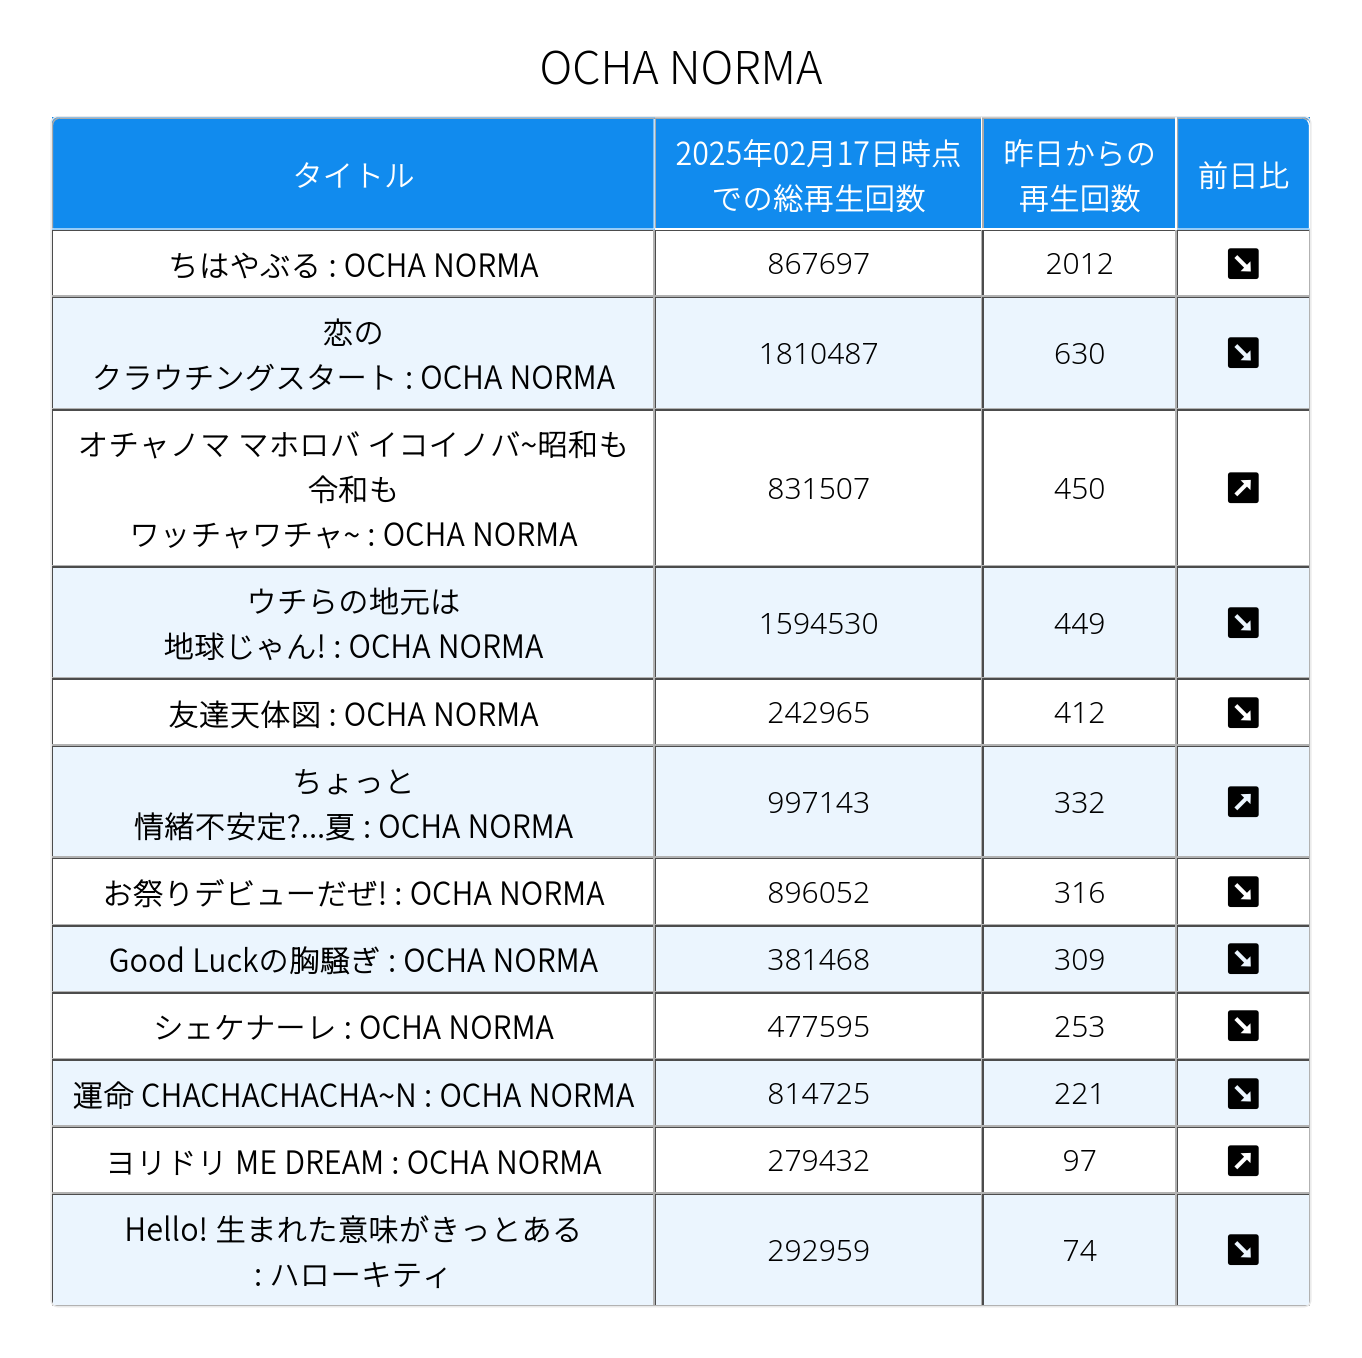 OCHA NORMA
タイトル
2025年02月17日時点
での総再生回数
昨日からの
再生回数
前日比
ちはやぶる : OCHA NORMA
867697
2012
恋の
クラウチングスタート : OCHA NORMA
1810487
630
オチャノマ マホロバ イコイノバ~昭和も
令和も
ワッチャワチャ~ : OCHA NORMA
831507
450
ウチらの地元は
地球じゃん! : OCHA NORMA
1594530
449
友達天体図 : OCHA NORMA
242965
412
ちょっと
情緒不安定?...夏 : OCHA NORMA
997143
332
お祭りデビューだぜ! : OCHA NORMA
896052
316
Good Luckの胸騒ぎ : OCHA NORMA
381468
309
シェケナーレ : OCHA NORMA
477595
253
運命 CHACHACHACHA~N : OCHA NORMA
814725
221
ヨリドリ ME DREAM : OCHA NORMA
279432
97
Hello! 生まれた意味がきっとある
: ハローキティ
292959
74